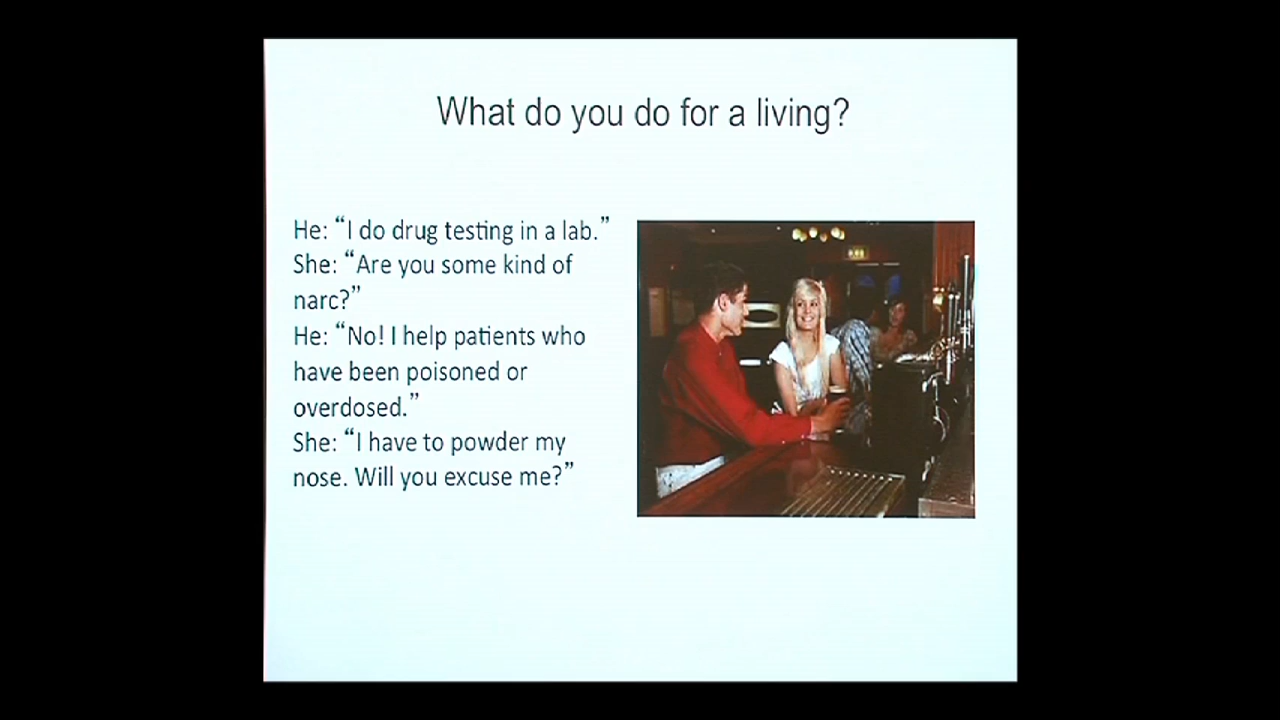 What do you do for a living?
He: “I do drug testing in a lab.”
She: “Are you some kind of
narc?”
He: “No! I help patients who
have been poisoned or
overdosed.”
She: “I have to powder my
nose. Will you excuse me?”